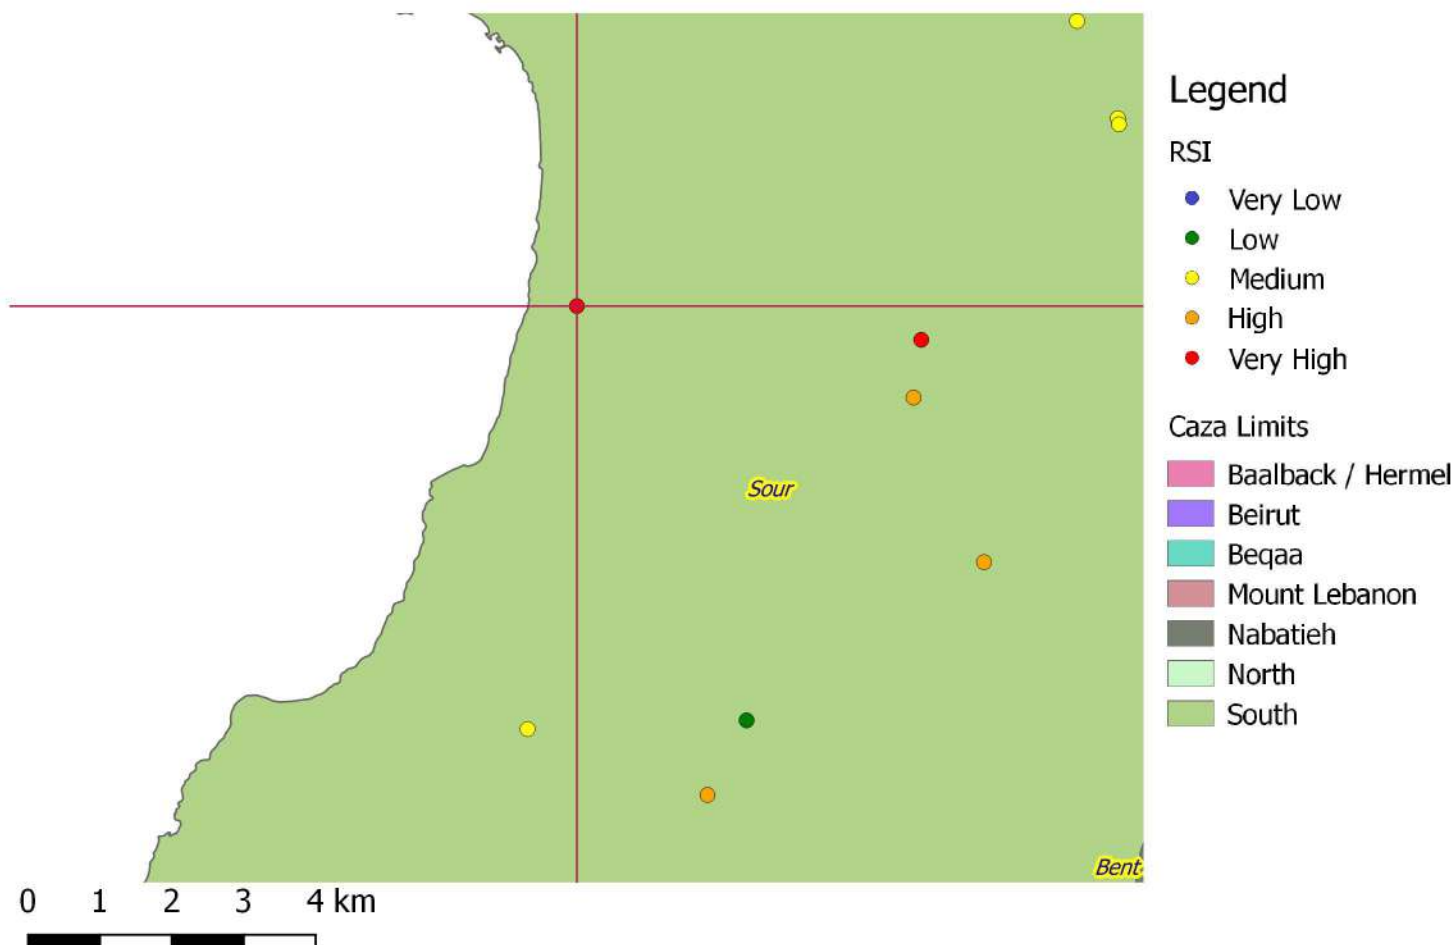 Legend
RSI
Very Low
Low
Medium
High
Very High
Caza Limits
Baalback / Hermel
Beirut
Beqaa
Mount Lebanon
Nabatieh
North
South
Sour
Bent
0 1 2 3 4 km